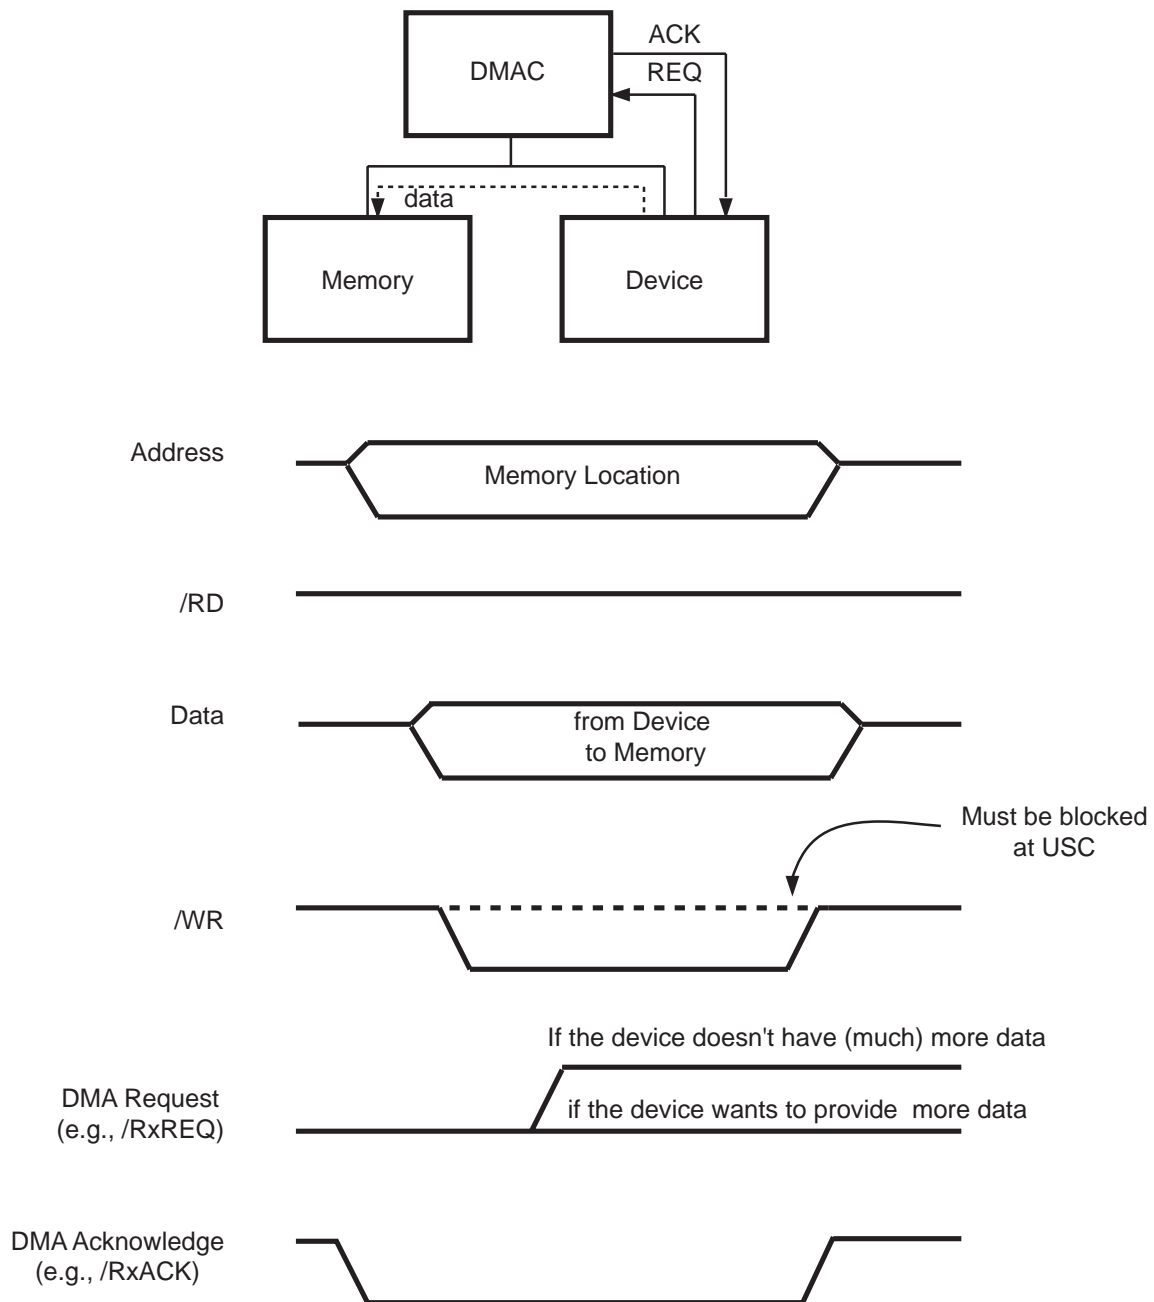 ACK
DMAC
REQ
data
Memory
Device
Address
Memory Location
/RD
Data
from Device
to Memory
Must be blocked
at USC
/WR
If the device doesn't have (much) more data
DMA Request
(e.g., /RxREQ)
if the device wants to provide more data
DMA Acknowledge
(e.g., /RxACK)